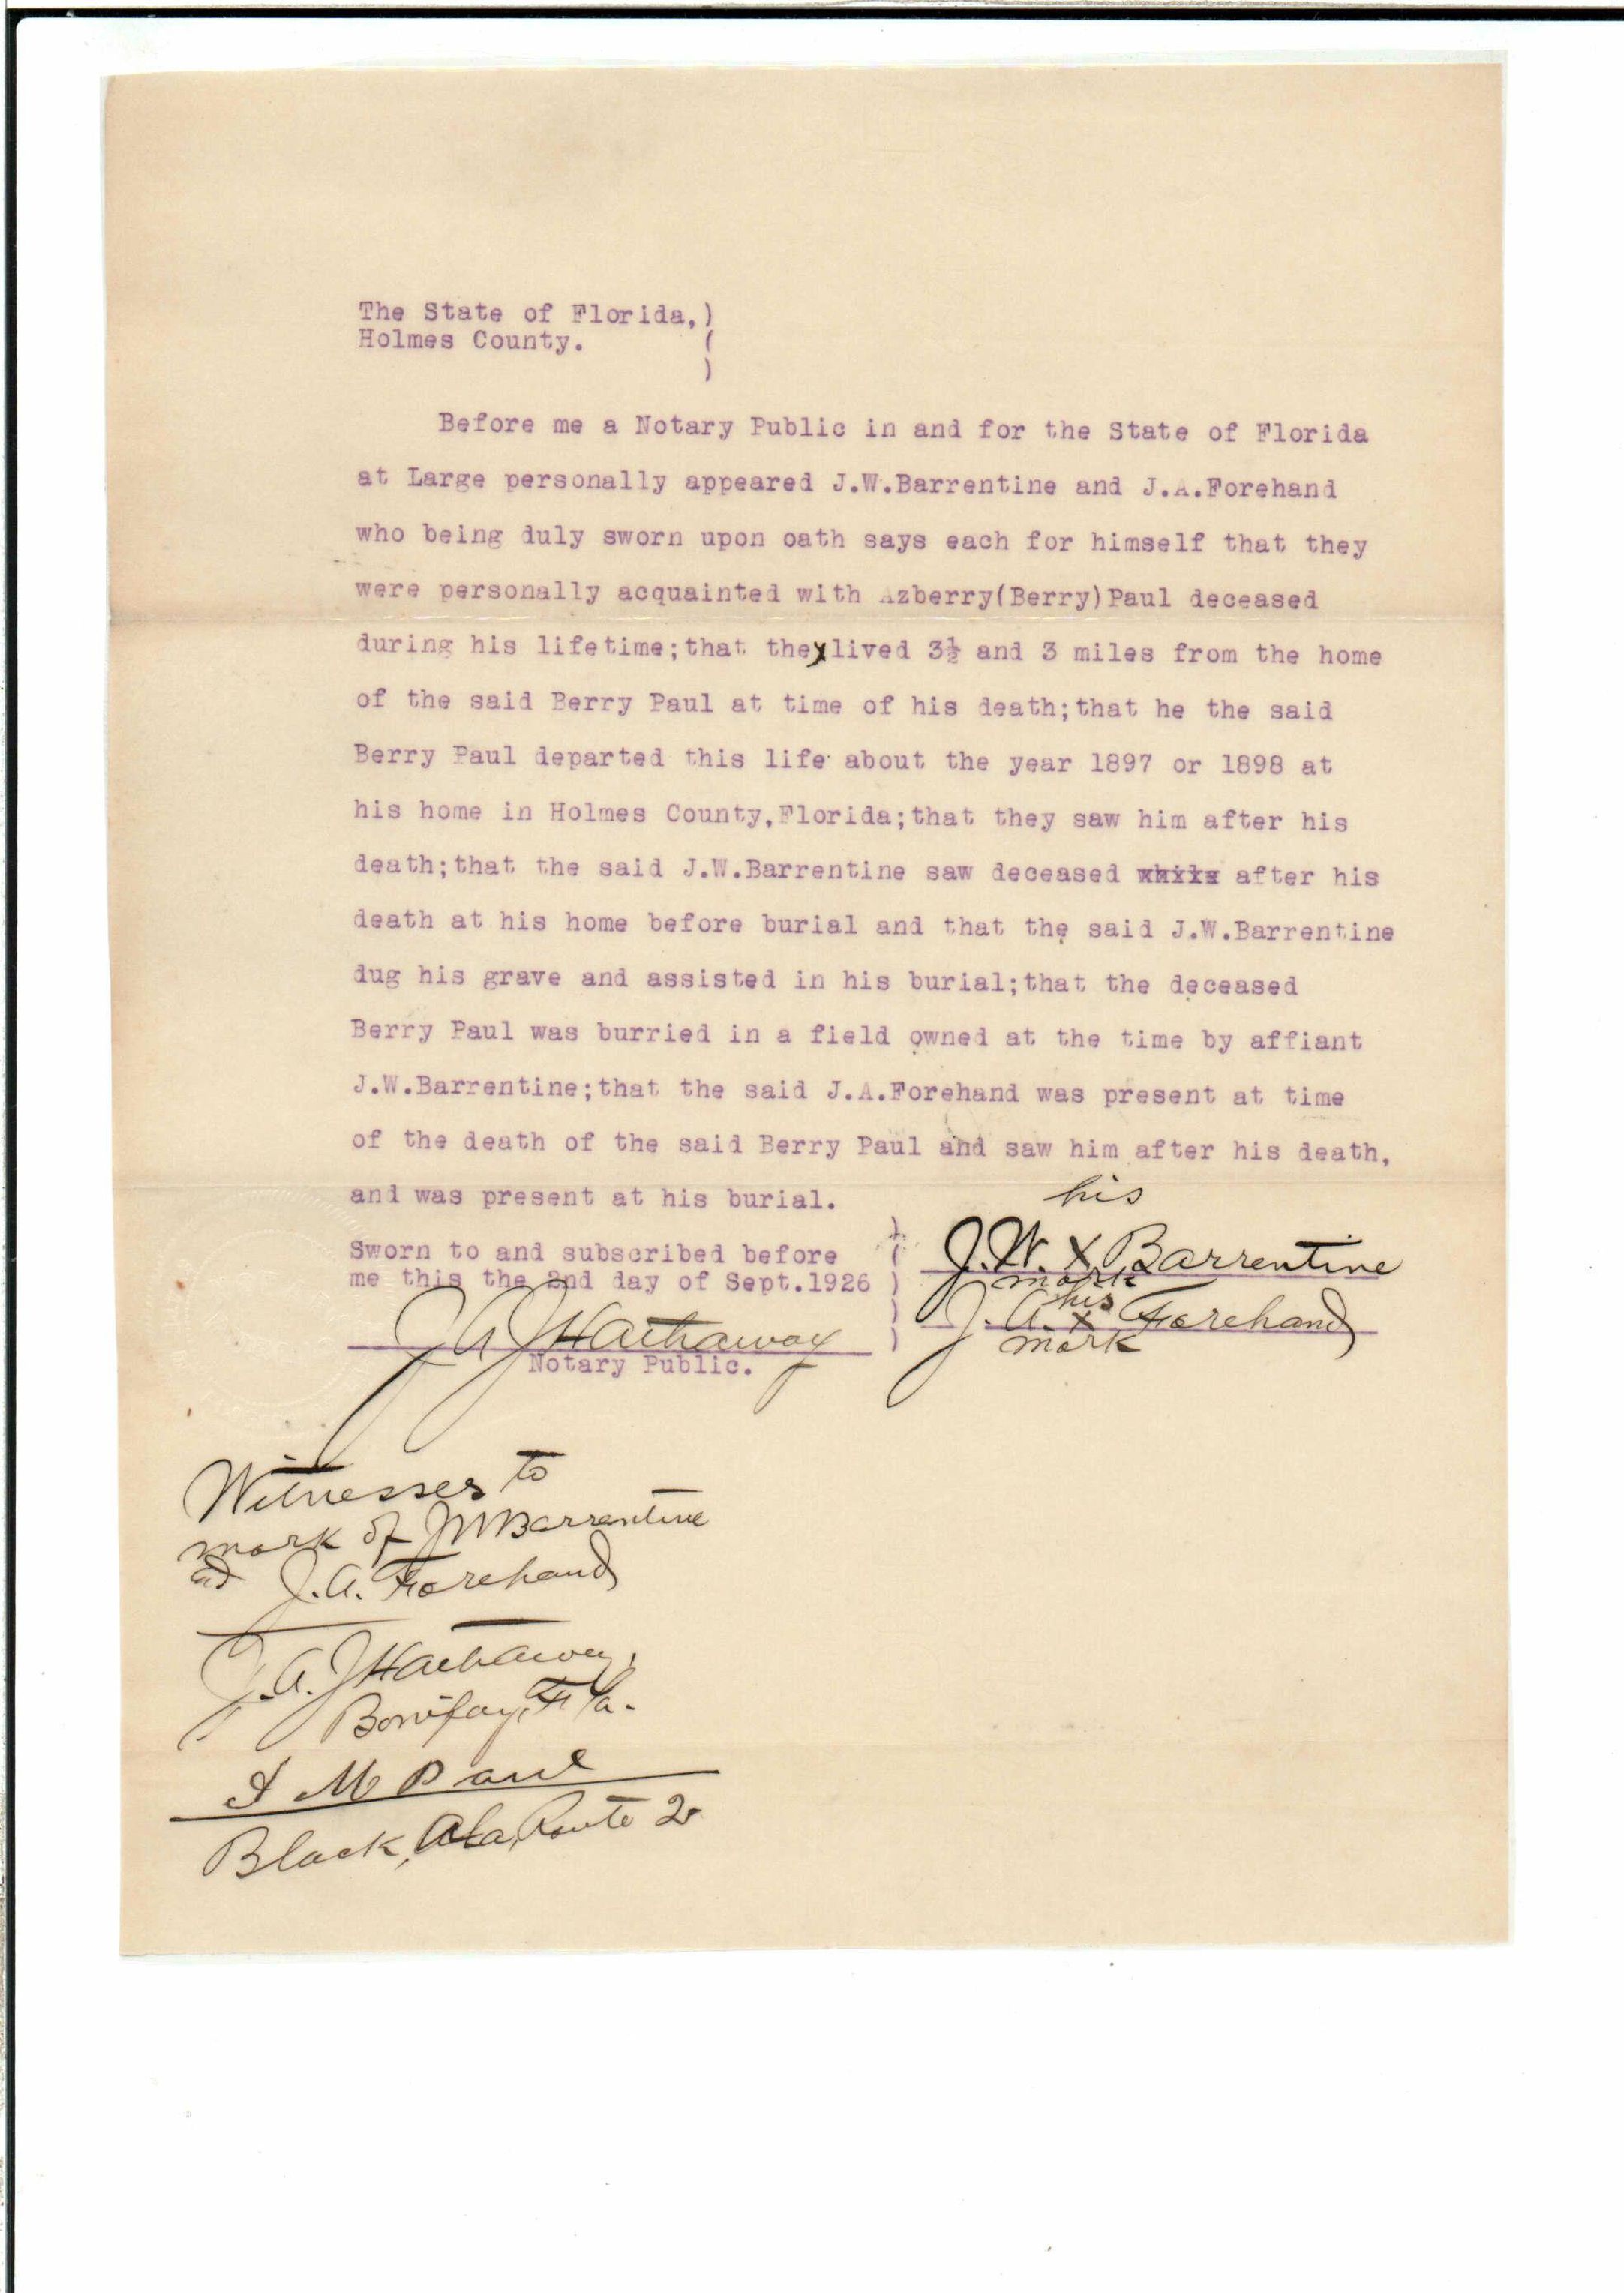 The State of Florida,)
Holmes County. (
)
Before me a Notary Public in and for the State of Florida
at Large personally appeared J.W.Barrentine and J.A.Forehand
who being duly sworn upon oath says each for himself that they
were personally acquainted with Azberry(Berry)Paul deceased
during his lifetime;that they lived 3½ and 3 miles from the home
of the said Berry Paul at time of his death;that he the said
Berry Paul departed this life about the year 1897 or 1898 at
his home in Holmes County,Florida;that they saw him after his
death;that the said J.W.Barrentine saw deceased after his
death at his home before burial and that the said J.W.Barrentine
dug his grave and assisted in his burial;that the deceased
Berry Paul was burried in a field owned at the time by affiant
J.W.Barrentine;that the said J.A.Forehand was present at time
of the death of the said Berry Paul and saw him after his death,
and was present at his burial.
his
J.W. X Barrentine
mark
his
J. A. X Forehand
mark
Sworn to and subscribed before )
me this the 2nd day of Sept.1926 )
J A J Hathaway
Notary Public.
Witnesses to
mark of JW Barrentine
ad J.A. Forehand
J.A.J Hathaway,
Bonifay, Fla.
I M Paul
Black, Ala, Route 2